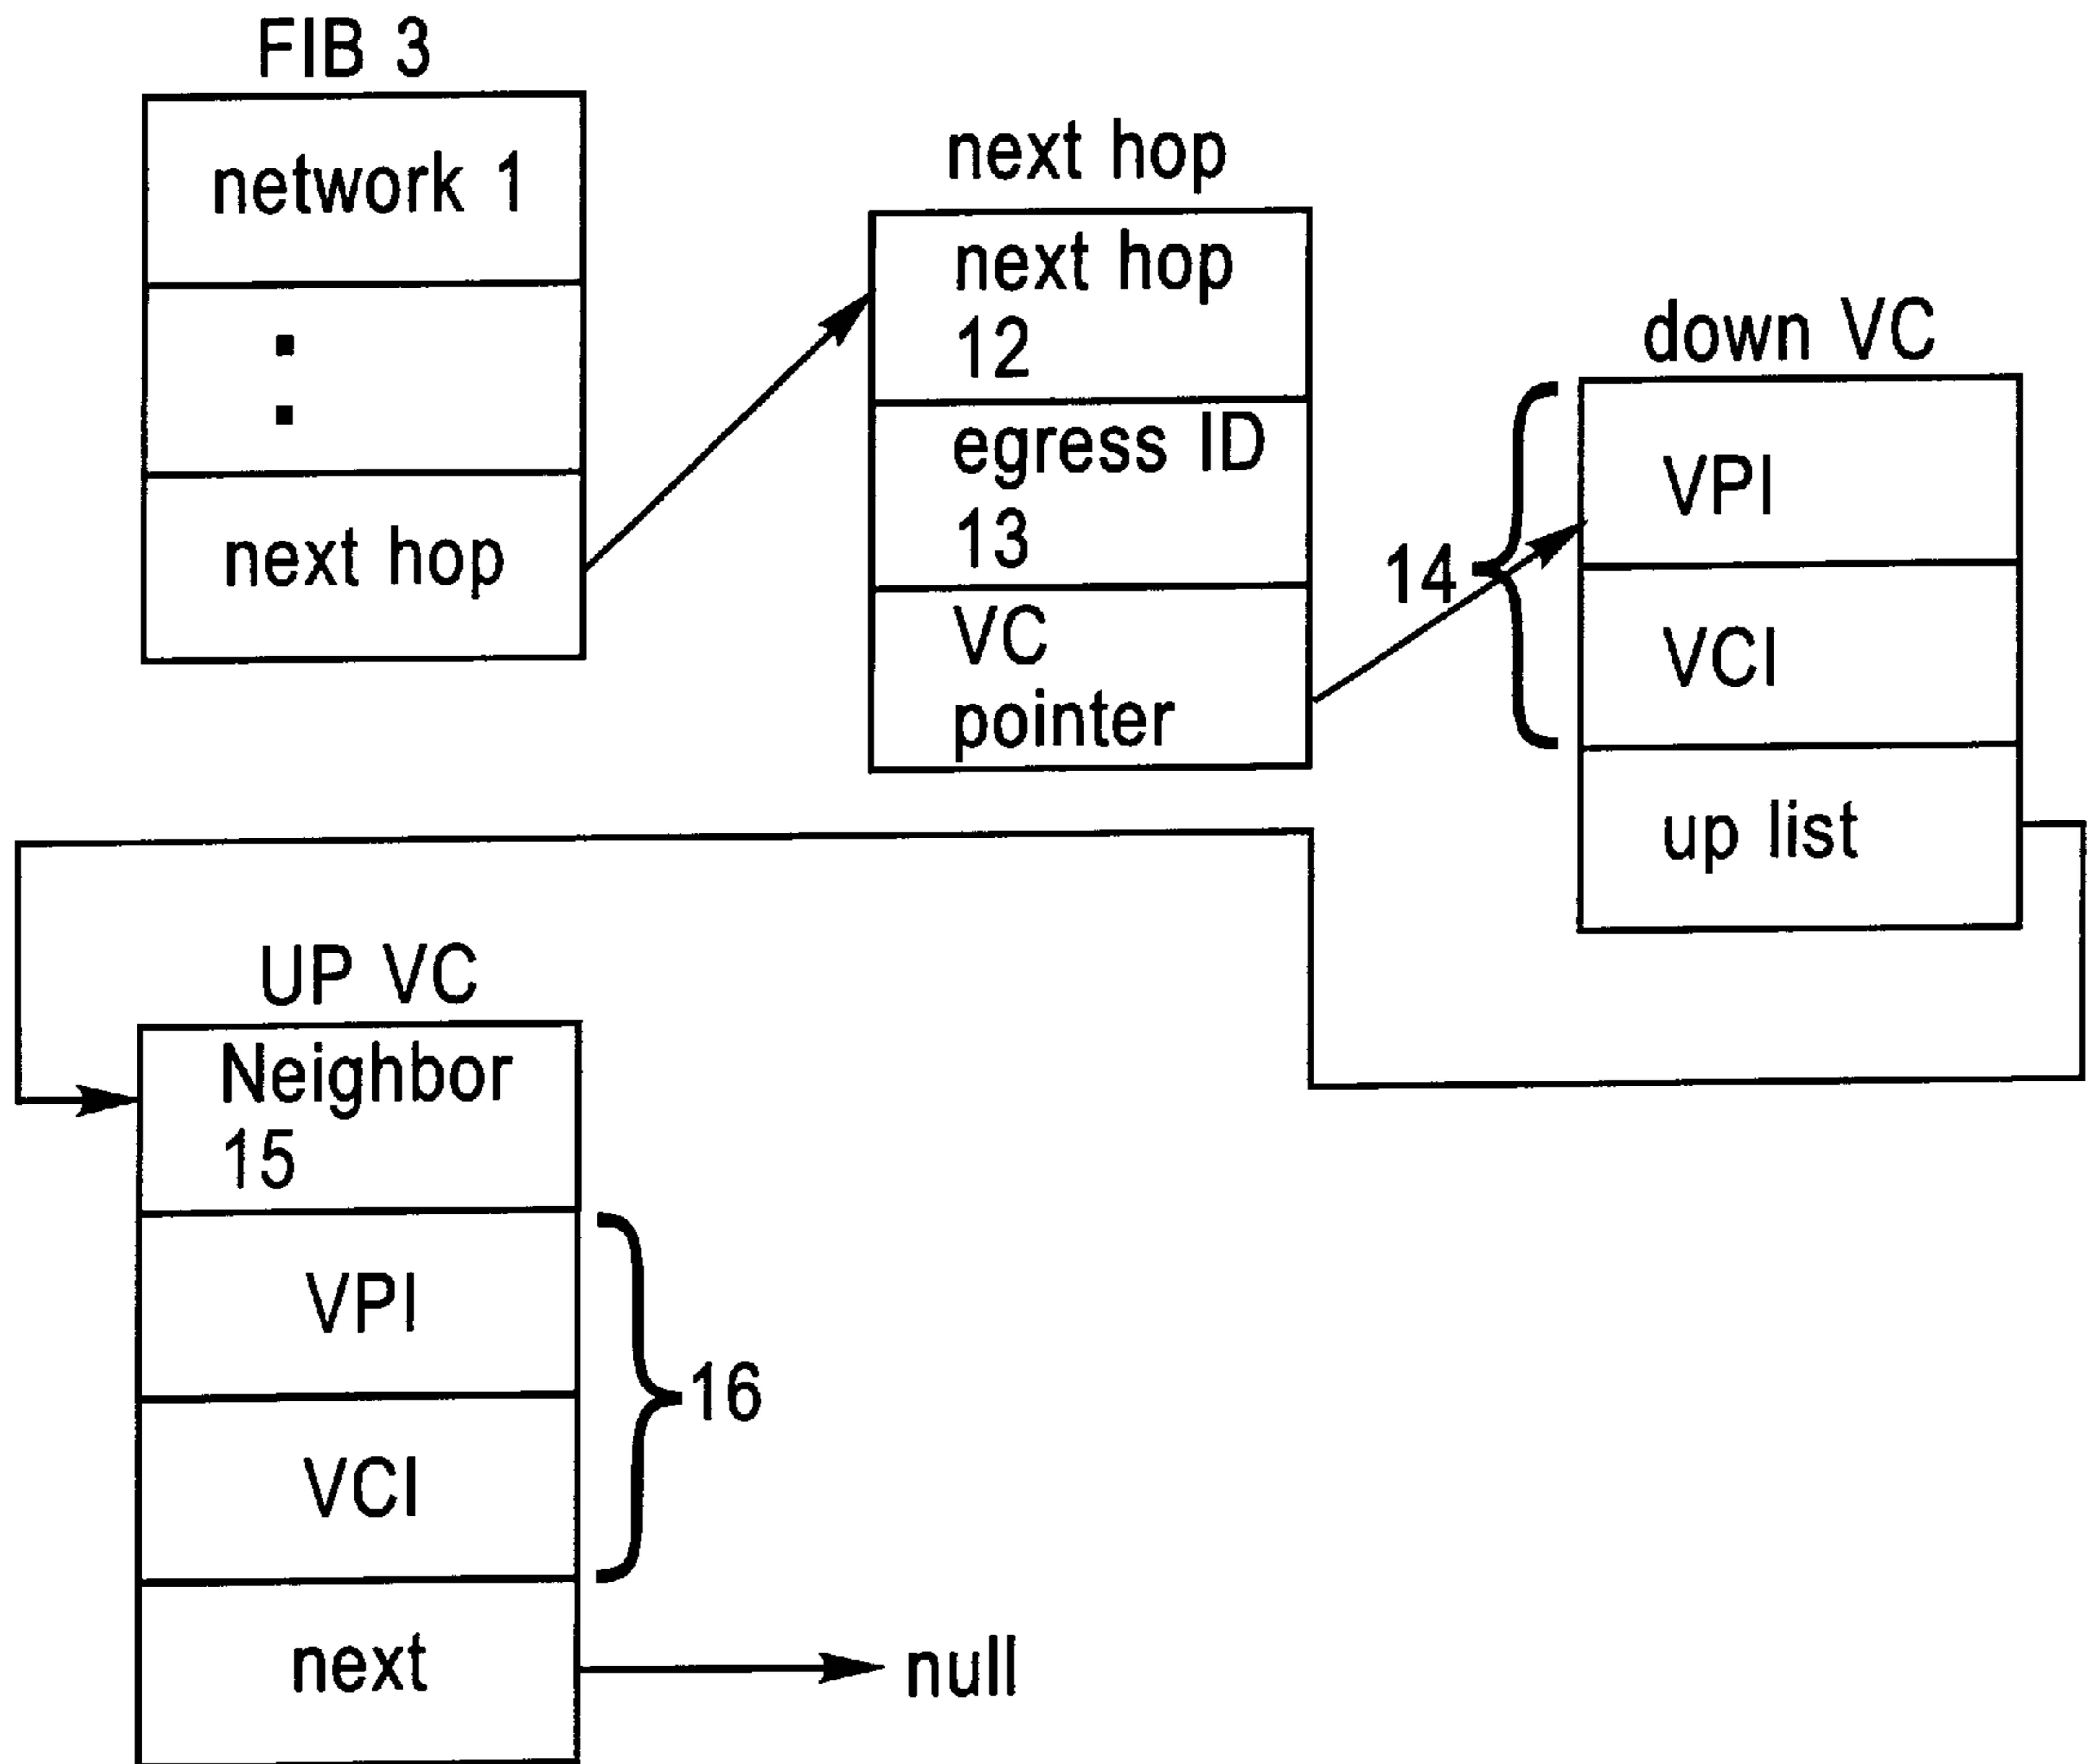 FIB 3
network 1
next hop
next hop
next hop
12
egress ID
13
VC
pointer
down VC
14
VPI
VCI
up list
UP VC
Neighbor
15
VPI
VCI
16
next
null